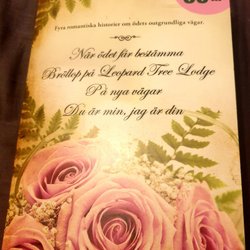 Fyra romantiska historier om ödets outgrundliga vägar.
När ödet får bestämma
Bröllop på Leopard Tree Lodge
På nya vägar
Du är min, jag är din